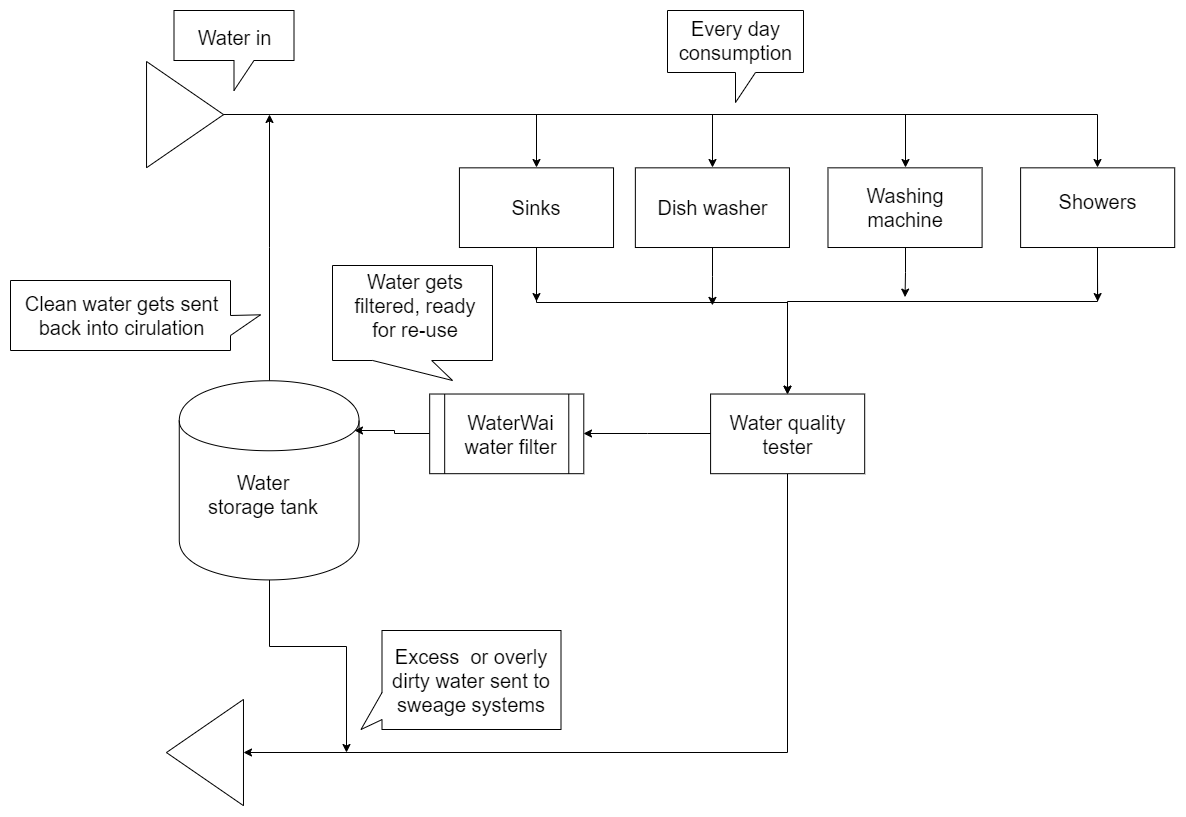 Water in
Every day
consumption
Sinks
Dish washer
Washing
machine
Showers
Clean water gets sent
back into cirulation
Water gets
filtered, ready
for re-use
WaterWai
water filter
Water quality
tester
Water
storage tank
Excess  or overly
dirty water sent to
sweage systems